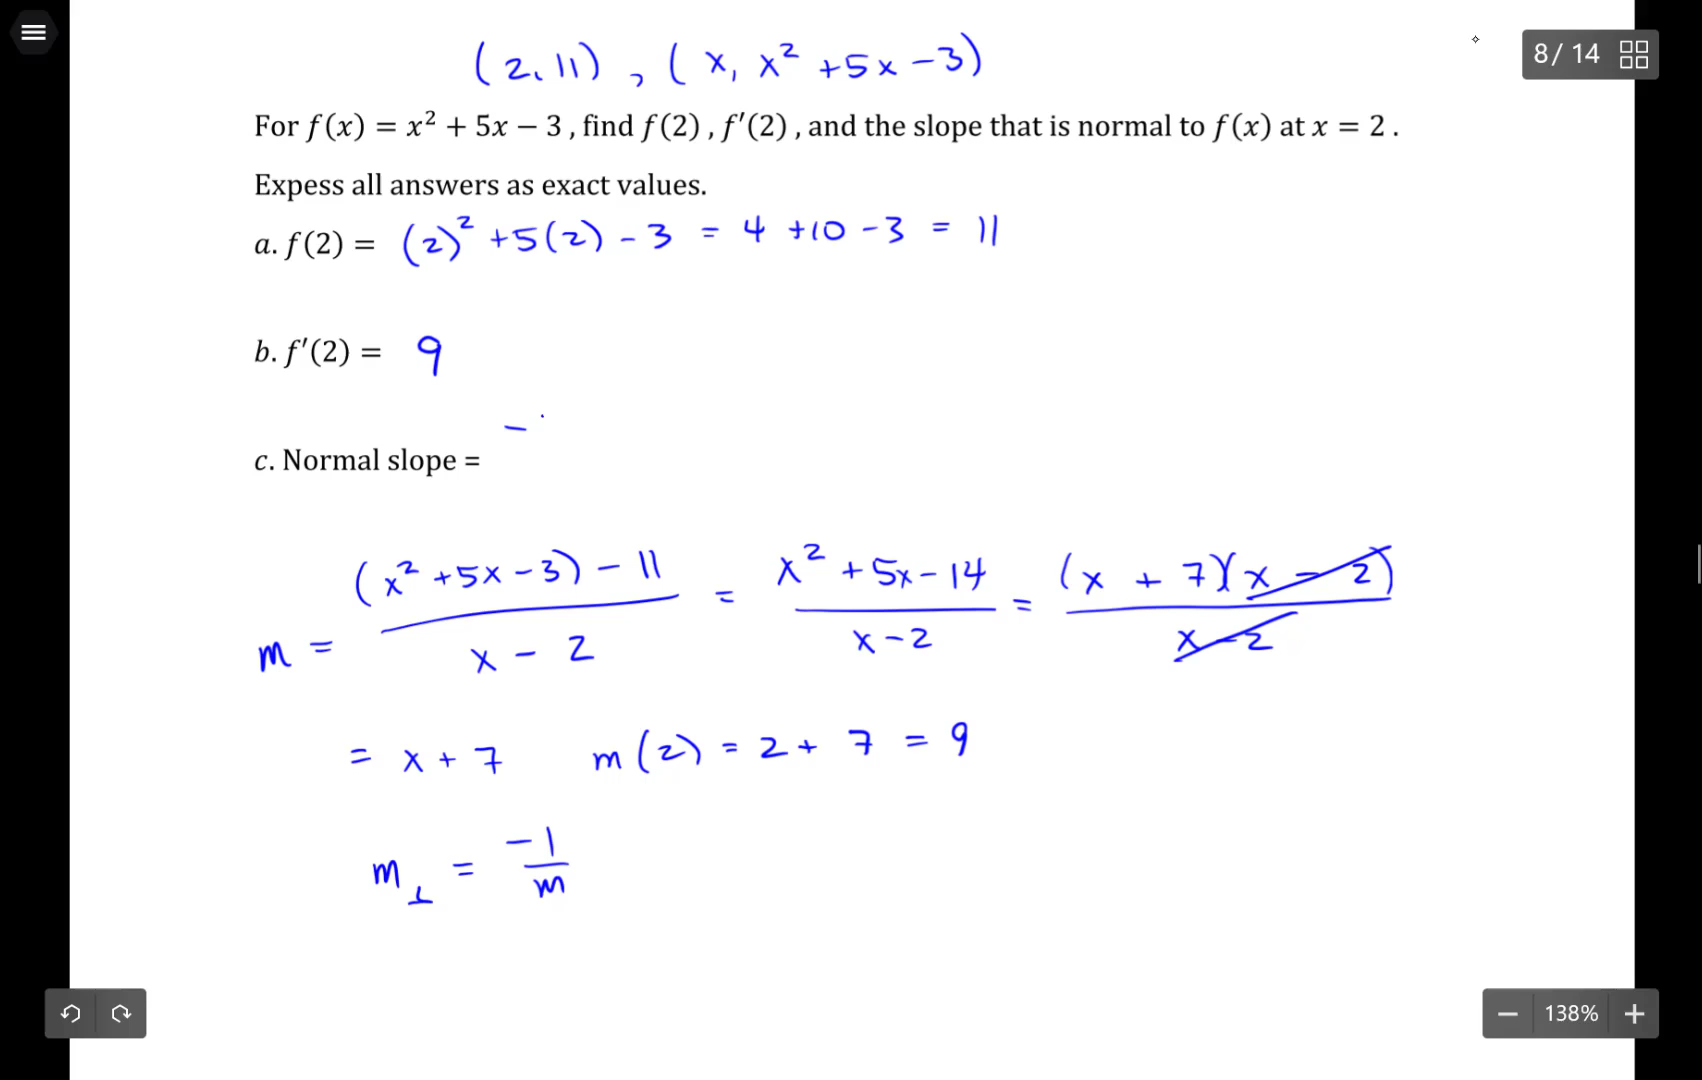 (2, 11) , ( x, x² + 5x − 3)
8 / 14
For f(x) = x² + 5x − 3 , find f(2) , f′(2) , and the slope that is normal to f(x) at x = 2 .
Expess all answers as exact values.
a. f(2) = (2)² + 5(2) − 3 = 4 + 10 − 3 = 11
b. f′(2) = 9
c. Normal slope = −
m = ((x² + 5x − 3) − 11)/(x − 2) = (x² + 5x − 14)/(x − 2) = ((x + 7)(x − 2))/(x − 2)
= x + 7 m(2) = 2 + 7 = 9
m⊥ = −1/m
138%